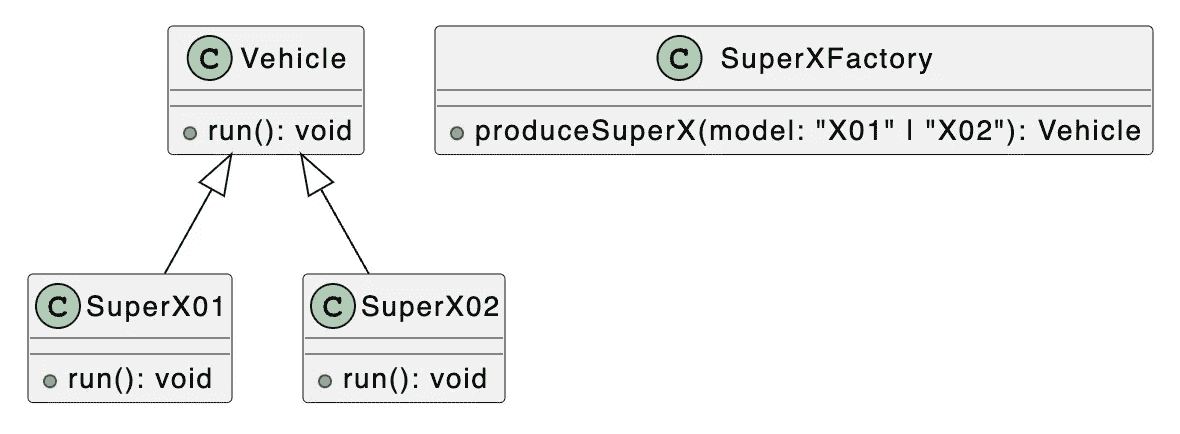 C Vehicle
run(): void
C SuperXFactory
produceSuperX(model: "X01" | "X02"): Vehicle
C SuperX01
run(): void
C SuperX02
run(): void